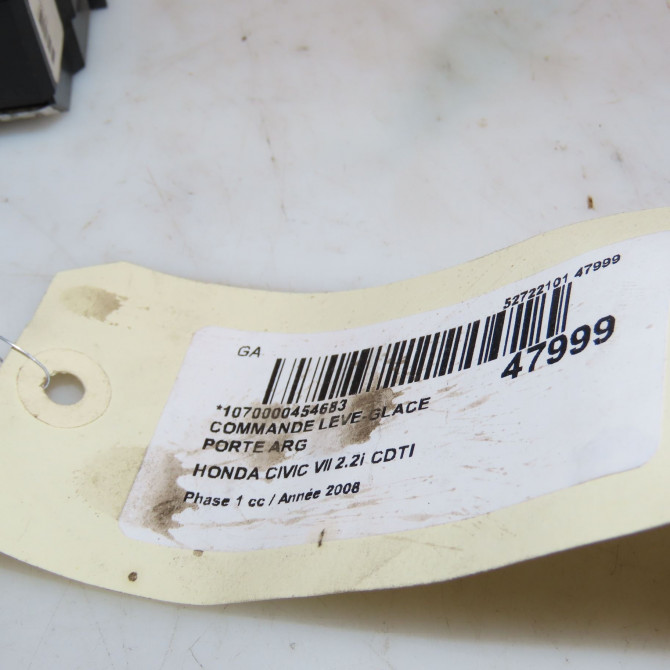 52722101 47999
GA
47999
*1070000454683
COMMANDE LEVE-GLACE
PORTE ARG
HONDA CIVIC VII 2.2i CDTI
Phase 1 cc / Année 2008